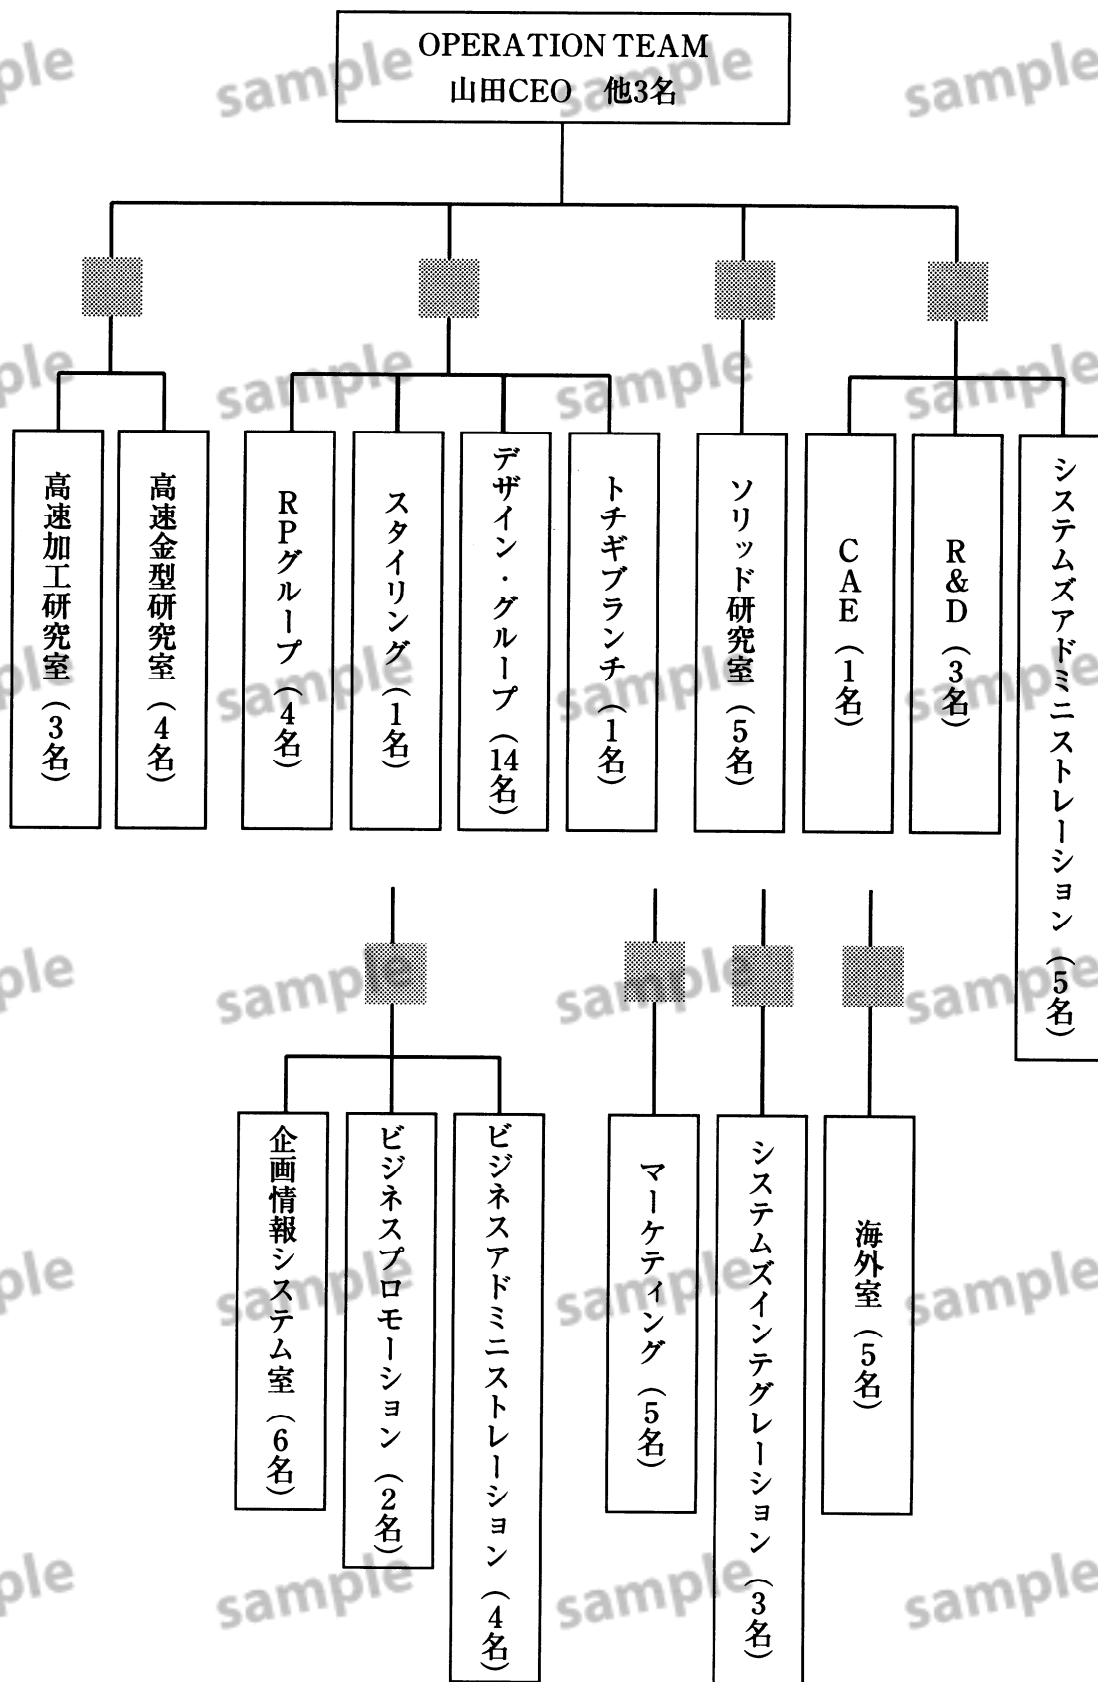 OPERATION TEAM
山田CEO 他3名
高速加工研究室(3名)
高速金型研究室(4名)
RPグループ(4名)
スタイリング(1名)
デザイン・グループ(14名)
トチギブランチ(1名)
ソリッド研究室(5名)
CAE(1名)
R&D(3名)
システムズアドミニストレーション(5名)
企画情報システム室(6名)
ビジネスプロモーション(2名)
ビジネスアドミニストレーション(4名)
マーケティング(5名)
システムズインテグレーション(3名)
海外室(5名)
sample